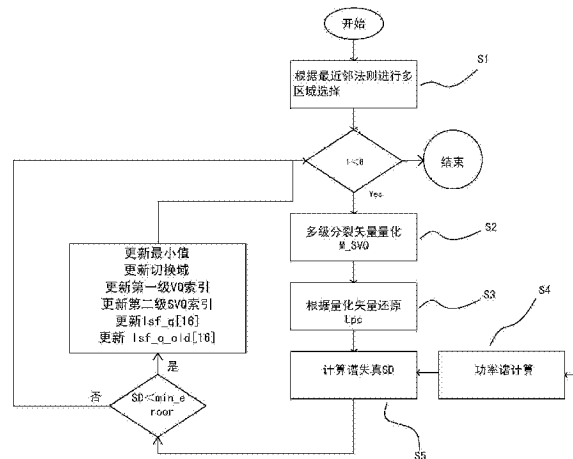 开始
根据最近邻法则进行多
区域选择
S1
i<8
结束
Yes
多级分裂矢量量化
M_SVQ
S2
根据量化矢量还原
Lpc
S3
S4
计算谱失真SD
功率谱计算
S5
更新最小值
更新切换域
更新第一级VQ索引
更新第二级SVQ索引
更新lsf_q[16]
更新 lsf_q_old[16]
是
否
SD<min_e
roor